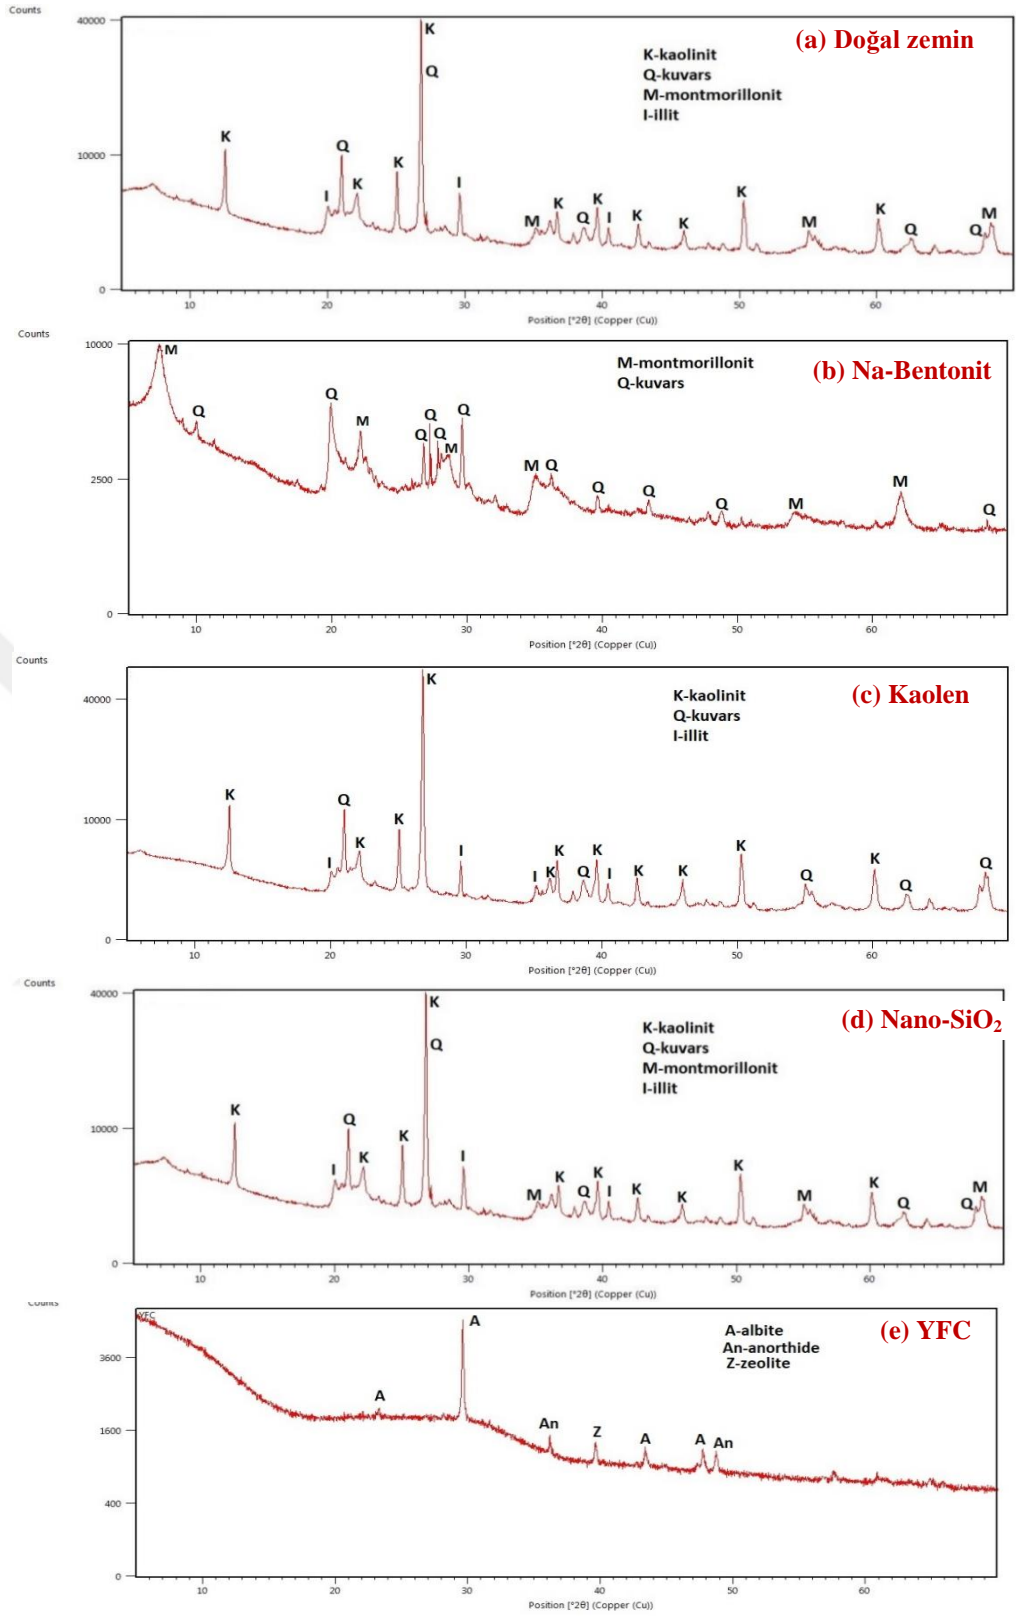 Counts
40000
(a) Doğal zemin
K
K-kaolinit
Q
Q-kuvars
M-montmorillonit
I-illit
10000
K
Q
K
K
I
I
K
M
Q
K
I
K
K
K
M
K
Q
Q
M
0
10 20 30 40 50 60
Position [°2θ] (Copper (Cu))
Counts
10000
M
M-montmorillonit
Q-kuvars
(b) Na-Bentonit
Q
Q
M
Q
Q
Q
M
Q
2500
M
Q
Q
Q
Q
M
M
Q
0
10 20 30 40 50 60
Position [°2θ] (Copper (Cu))
Counts
40000
K
K-kaolinit
Q-kuvars
I-illit
(c) Kaolen
10000
K
I
Q
K
K
I
I
K
K
Q
K
I
K
K
K
Q
K
Q
Q
0
10 20 30 40 50 60
Position [°2θ] (Copper (Cu))
Counts
40000
K
Q
(d) Nano-SiO₂
K-kaolinit
Q-kuvars
M-montmorillonit
I-illit
10000
K
I
Q
K
K
I
M
K
Q
K
I
K
K
K
M
K
Q
Q
M
0
10 20 30 40 50 60
Position [°2θ] (Copper (Cu))
Counts
YFC
A
A-albite
An-anorthide
Z-zeolite
(e) YFC
3600
A
1600
An
Z
A
A
An
400
0
10 20 30 40 50 60
Position [°2θ] (Copper (Cu))